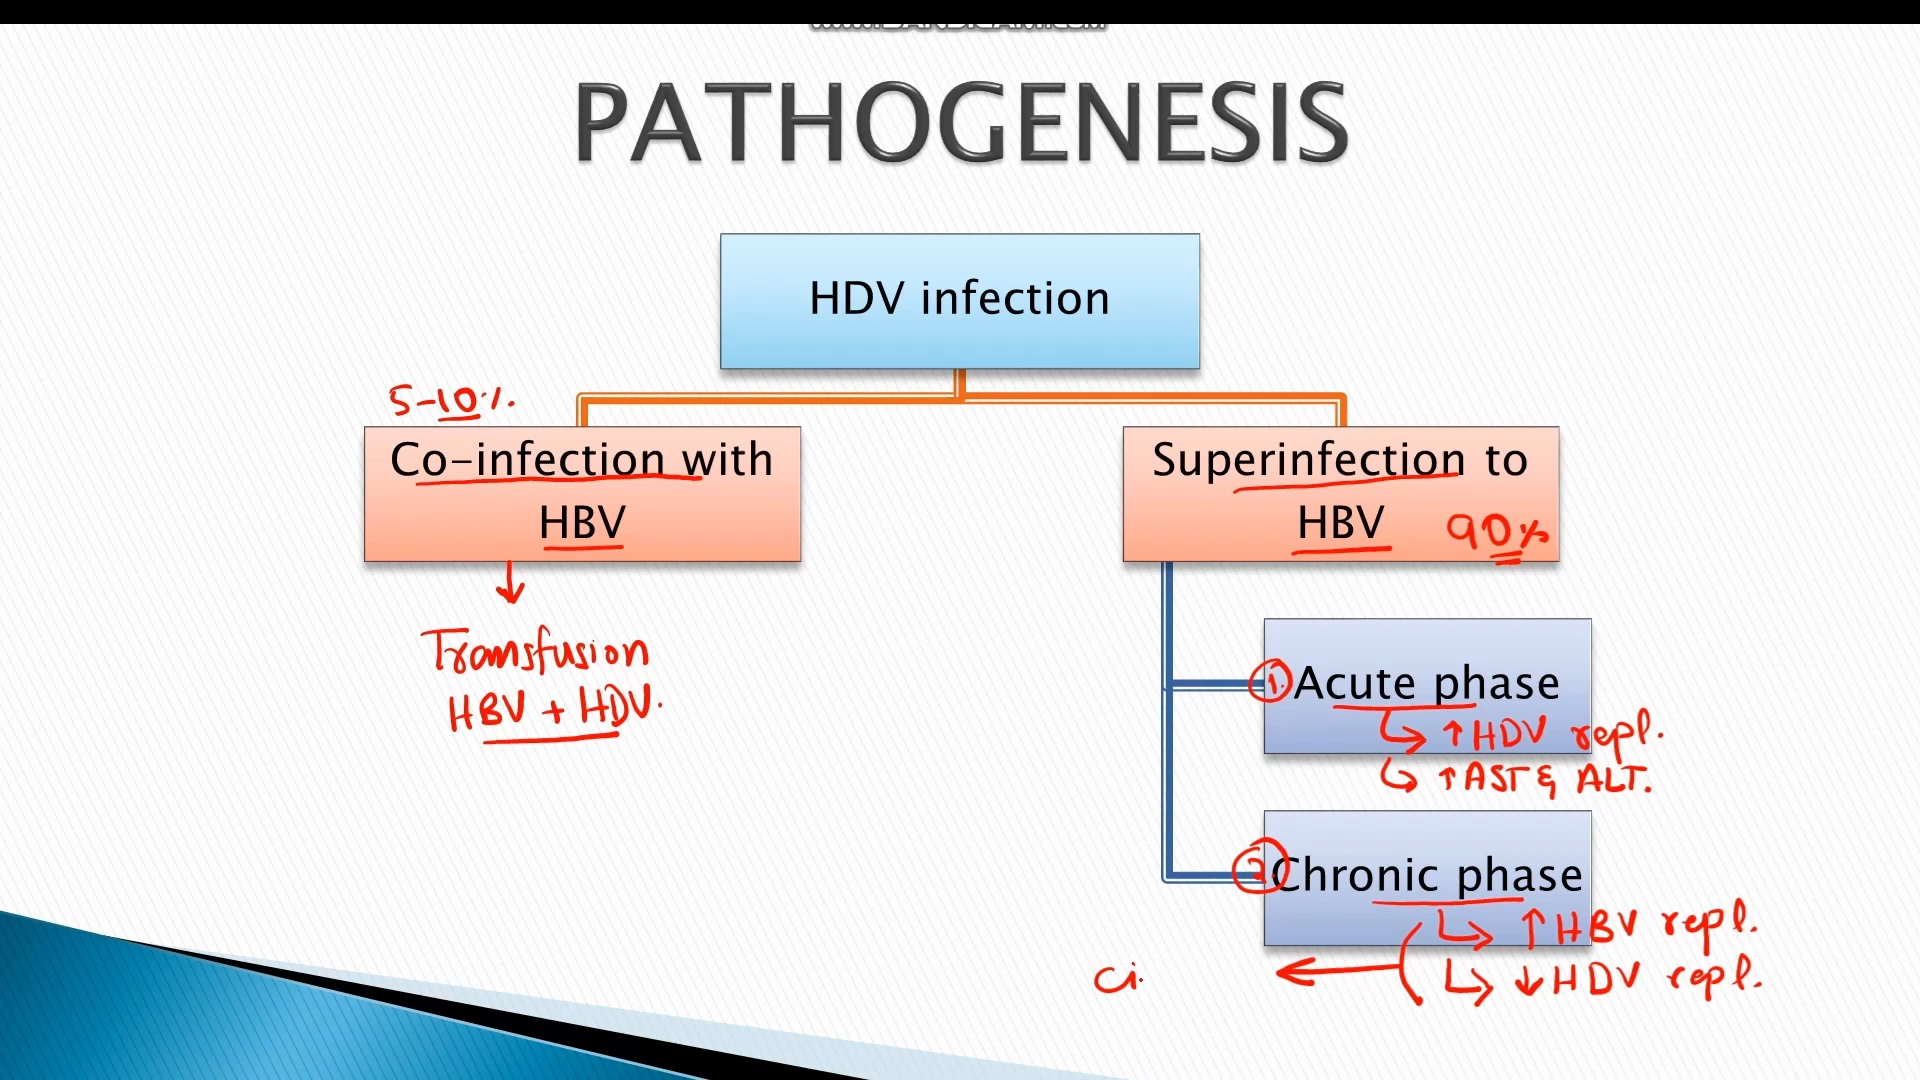 PATHOGENESIS
HDV infection
5-10%.
Co-infection with
HBV
Transfusion
HBV + HDV.
Superinfection to
HBV
90%
1. Acute phase
↑HDV repl.
↑AST & ALT.
2 Chronic phase
↑HBV repl.
↓HDV repl.
Ci